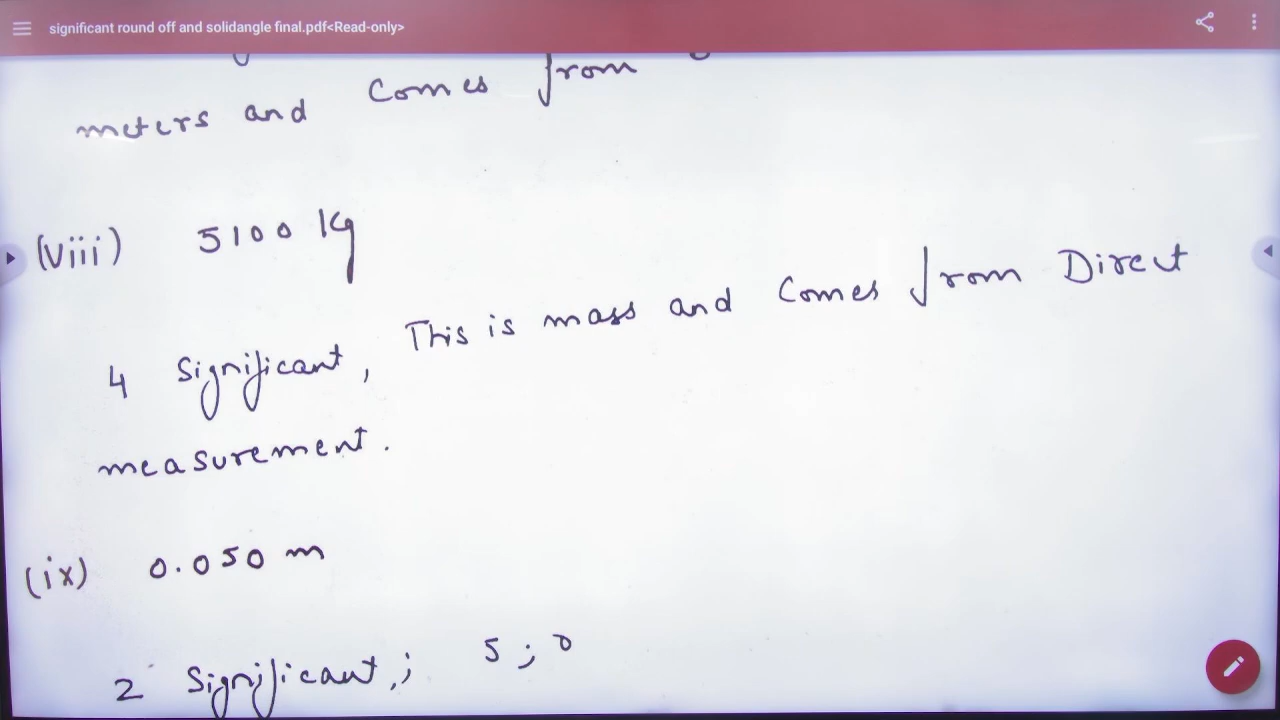 significant round off and solidangle final.pdf<Read-only>
meters and comes from
(viii) 5100 Kg
4 Significant, This is mass and comes from Direct
measurement.
(ix) 0.050 m
2 Significant,; 5 ; 0